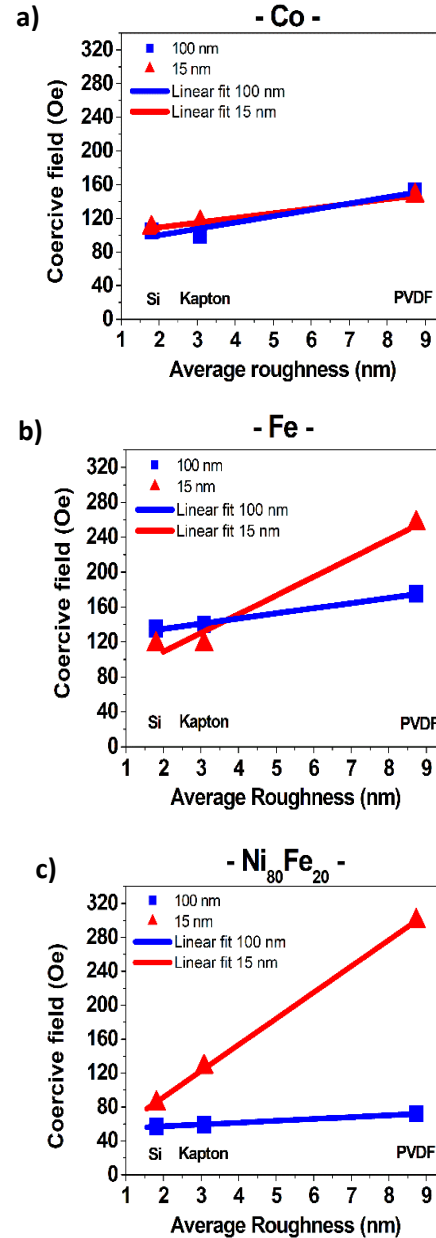 a)
- Co -
100 nm
15 nm
Linear fit 100 nm
Linear fit 15 nm
Coercive field (Oe)
320
280
240
200
160
120
80
40
0
Si Kapton PVDF
1 2 3 4 5 6 7 8 9
Average roughness (nm)
b)
- Fe -
100 nm
15 nm
Linear fit 100 nm
Linear fit 15 nm
Coercive field (Oe)
320
280
240
200
160
120
80
40
0
Si Kapton PVDF
1 2 3 4 5 6 7 8 9
Average Roughness (nm)
c)
- Ni80Fe20 -
100 nm
15 nm
Linear fit 100 nm
Linear fit 15 nm
Coercive field (Oe)
320
280
240
200
160
120
80
40
0
Si Kapton PVDF
1 2 3 4 5 6 7 8 9
Average Roughness (nm)